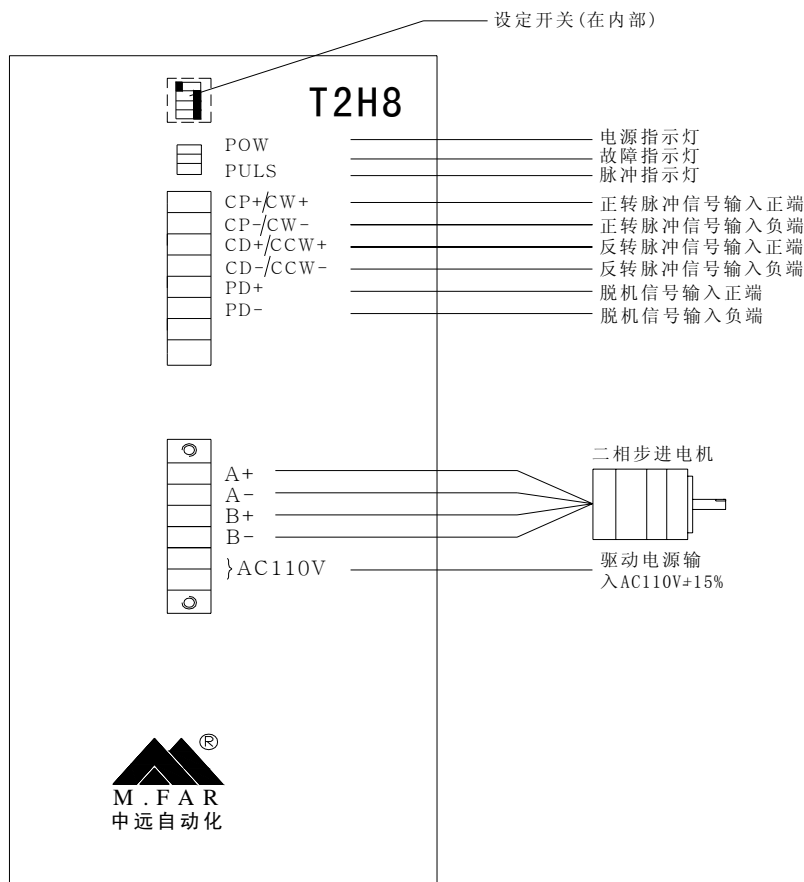 设定开关(在内部)
T2H8
POW 电源指示灯
故障指示灯
PULS 脉冲指示灯
CP+/CW+ 正转脉冲信号输入正端
CP-/CW- 正转脉冲信号输入负端
CD+/CCW+ 反转脉冲信号输入正端
CD-/CCW- 反转脉冲信号输入负端
PD+ 脱机信号输入正端
PD- 脱机信号输入负端
二相步进电机
A+
A-
B+
B-
}AC110V 驱动电源输
入AC110V±15%
®
M.FAR
中远自动化